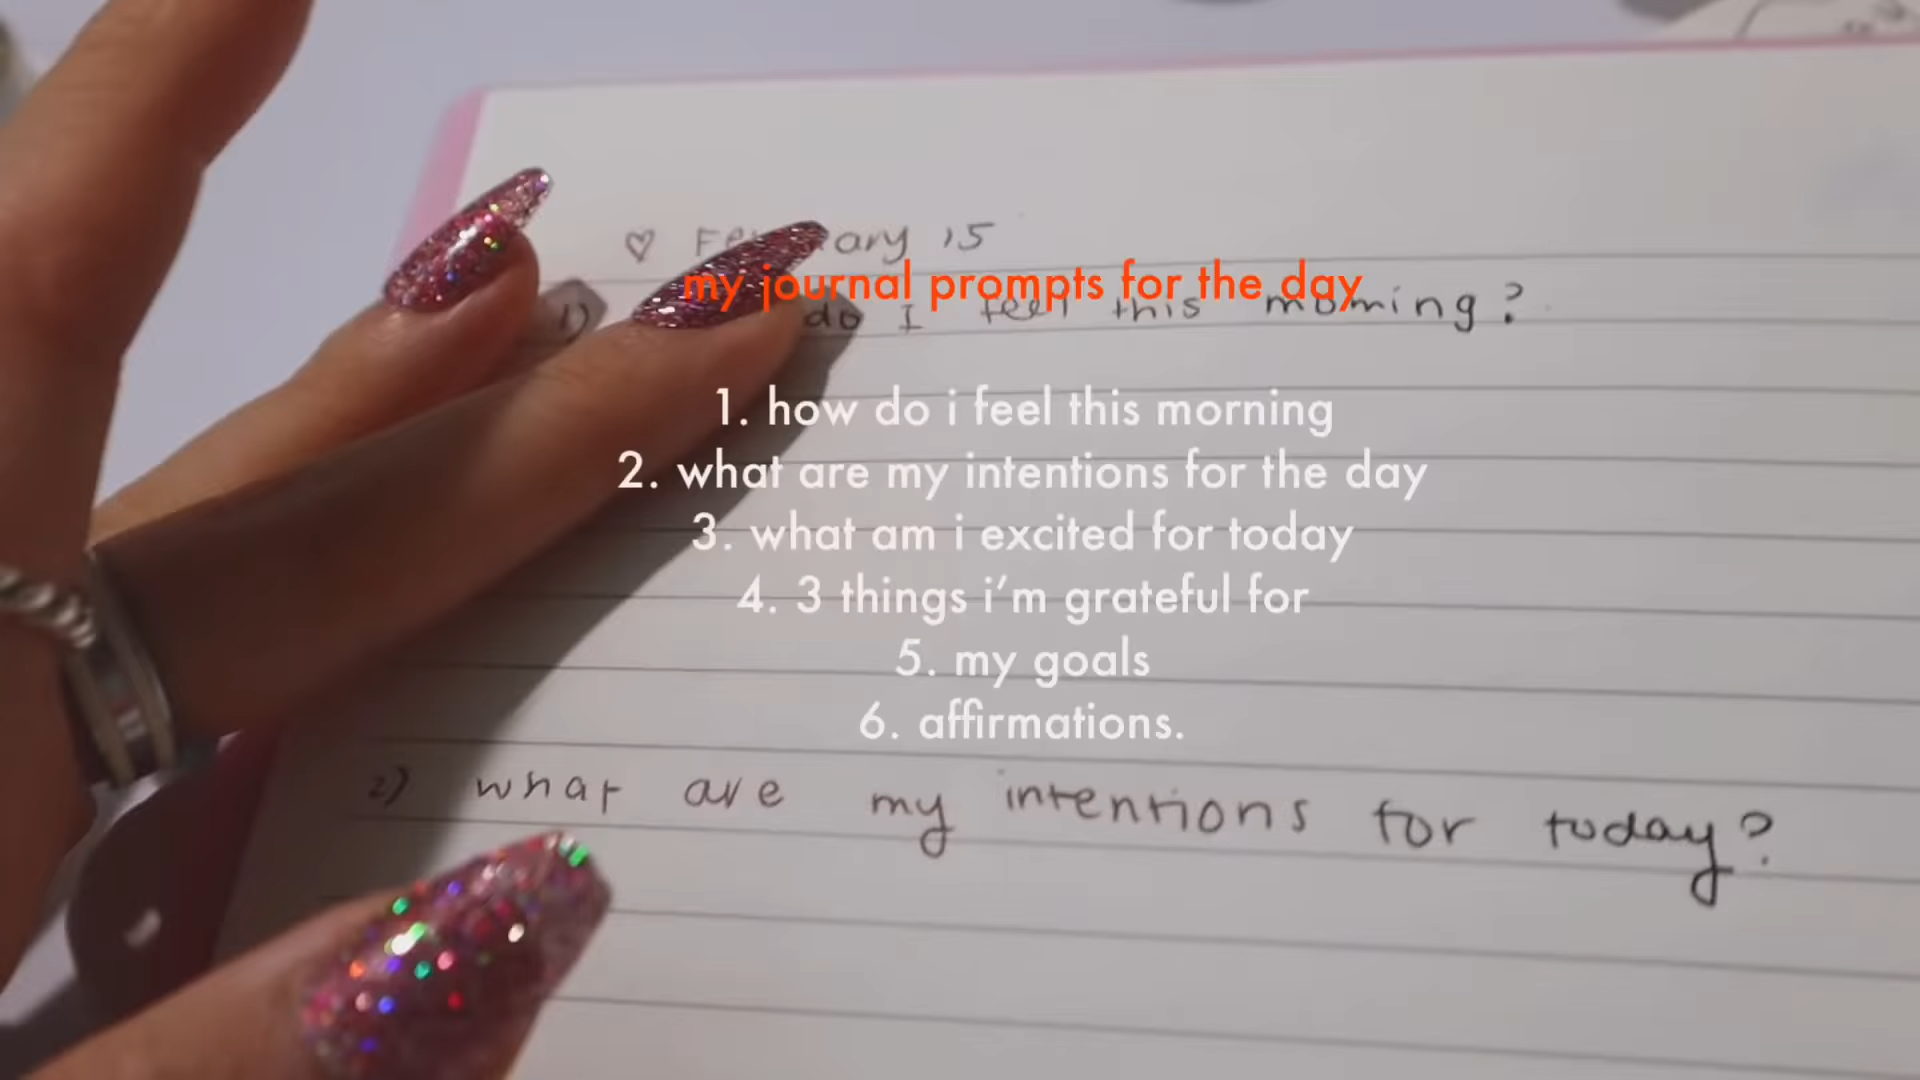 ♡ Fe ary 15
my journal prompts for the day
1) do I feel this morning?
1. how do i feel this morning
2. what are my intentions for the day
3. what am i excited for today
4. 3 things i'm grateful for
5. my goals
6. affirmations.
2) what are my intentions for today?